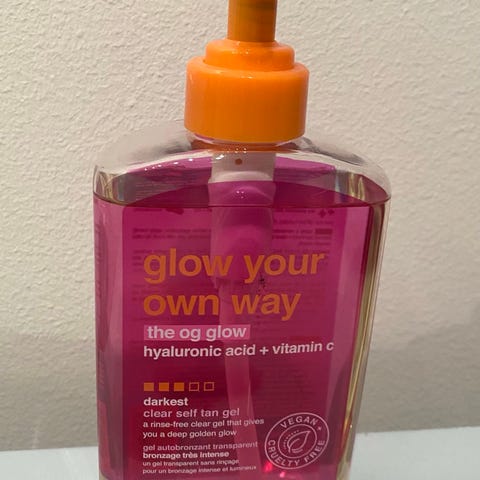 glow your
own way
the og glow
hyaluronic acid + vitamin c
darkest
clear self tan gel
a rinse-free clear gel that gives
you a deep golden glow
gel autobronzant transparent
bronzage très intense
un gel transparent sans rinçage
pour un bronzage intense et lumineux
VEGAN
CRUELTY FREE